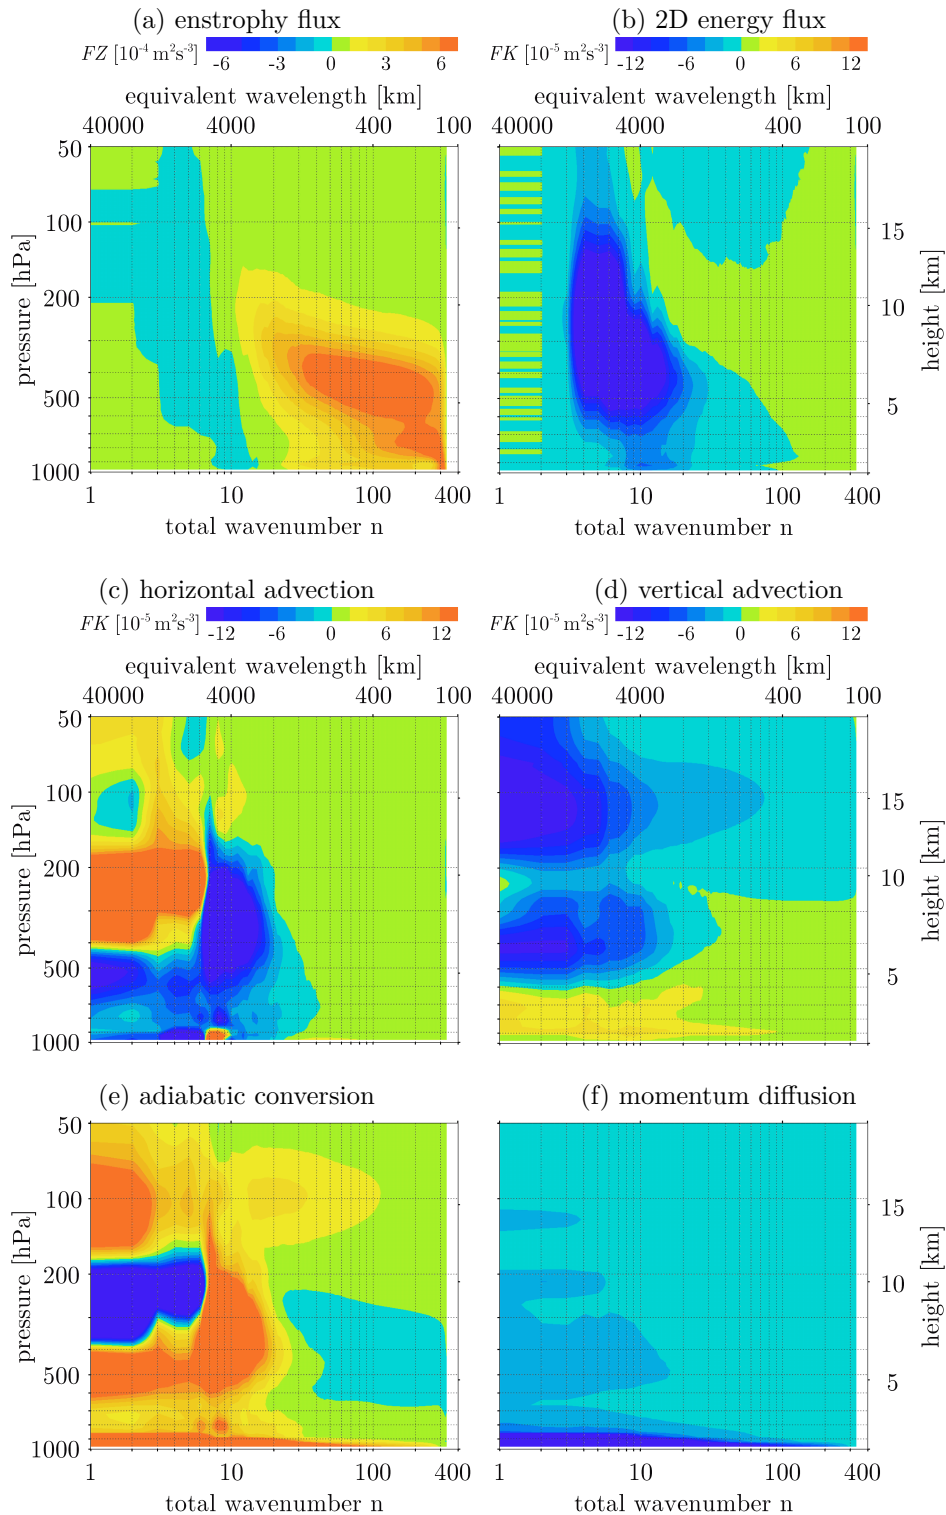 (a) enstrophy flux
(b) 2D energy flux
FZ [10-4 m2s-3]
-6 -3 0 3 6
FK [10-5 m2s-3]
-12 -6 0 6 12
equivalent wavelength [km]
equivalent wavelength [km]
40000 4000 400 100
40000 4000 400 100
50
100
200
500
1000
pressure [hPa]
15
10
5
height [km]
1 10 100 400
1 10 100 400
total wavenumber n
total wavenumber n
(c) horizontal advection
(d) vertical advection
FK [10-5 m2s-3]
-12 -6 0 6 12
FK [10-5 m2s-3]
-12 -6 0 6 12
equivalent wavelength [km]
equivalent wavelength [km]
40000 4000 400 100
40000 4000 400 100
50
100
200
500
1000
pressure [hPa]
15
10
5
height [km]
(e) adiabatic conversion
(f) momentum diffusion
50
100
200
500
1000
pressure [hPa]
15
10
5
height [km]
1 10 100 400
1 10 100 400
total wavenumber n
total wavenumber n